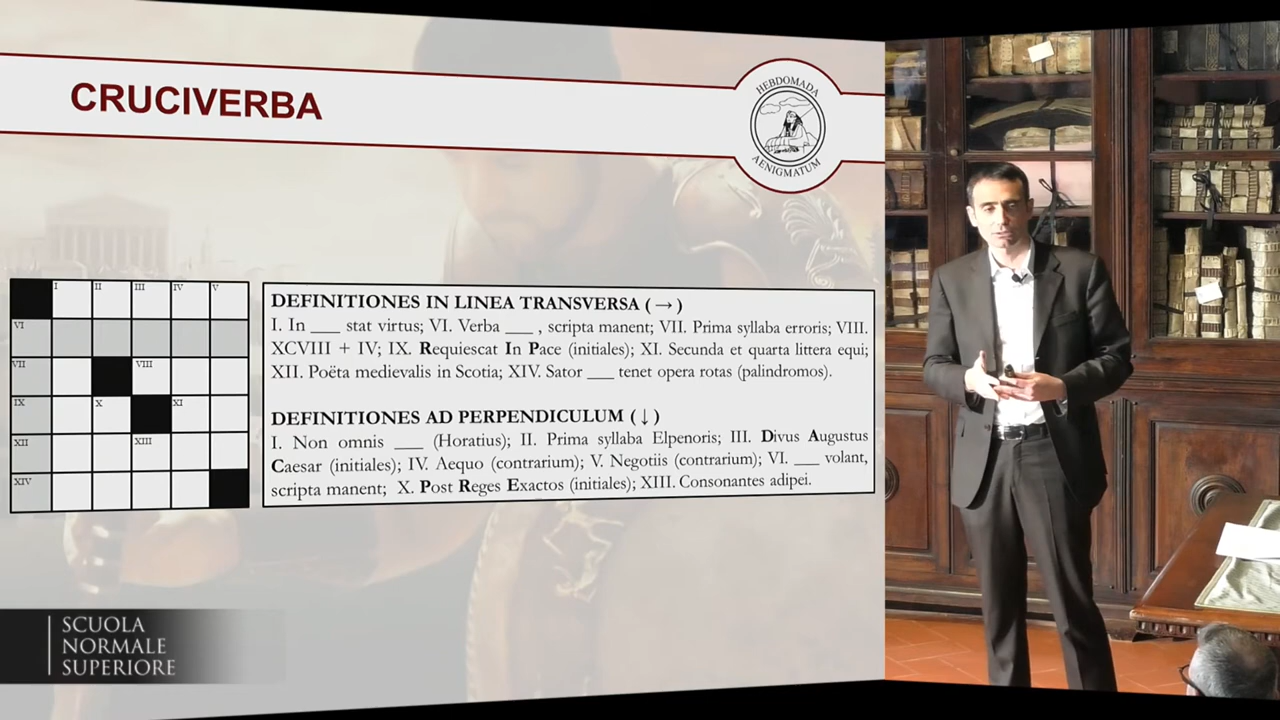 CRUCIVERBA
HEBDOMADA
AENIGMATUM
I II III IV V
VI
VII VIII
IX X XI
XII XIII
XIV
DEFINITIONES IN LINEA TRANSVERSA (→)
I. In ___ stat virtus; VI. Verba ___ , scripta manent; VII. Prima syllaba erroris; VIII.
XCVIII + IV; IX. Requiescat In Pace (initiales); XI. Secunda et quarta littera equi;
XII. Poëta medievalis in Scotia; XIV. Sator ___ tenet opera rotas (palindromos).
DEFINITIONES AD PERPENDICULUM (↓)
I. Non omnis ___ (Horatius); II. Prima syllaba Elpenoris; III. Divus Augustus
Caesar (initiales); IV. Aequo (contrarium); V. Negotiis (contrarium); VI. ___ volant,
scripta manent; X. Post Reges Exactos (initiales); XIII. Consonantes adipei.
SCUOLA
NORMALE
SUPERIORE